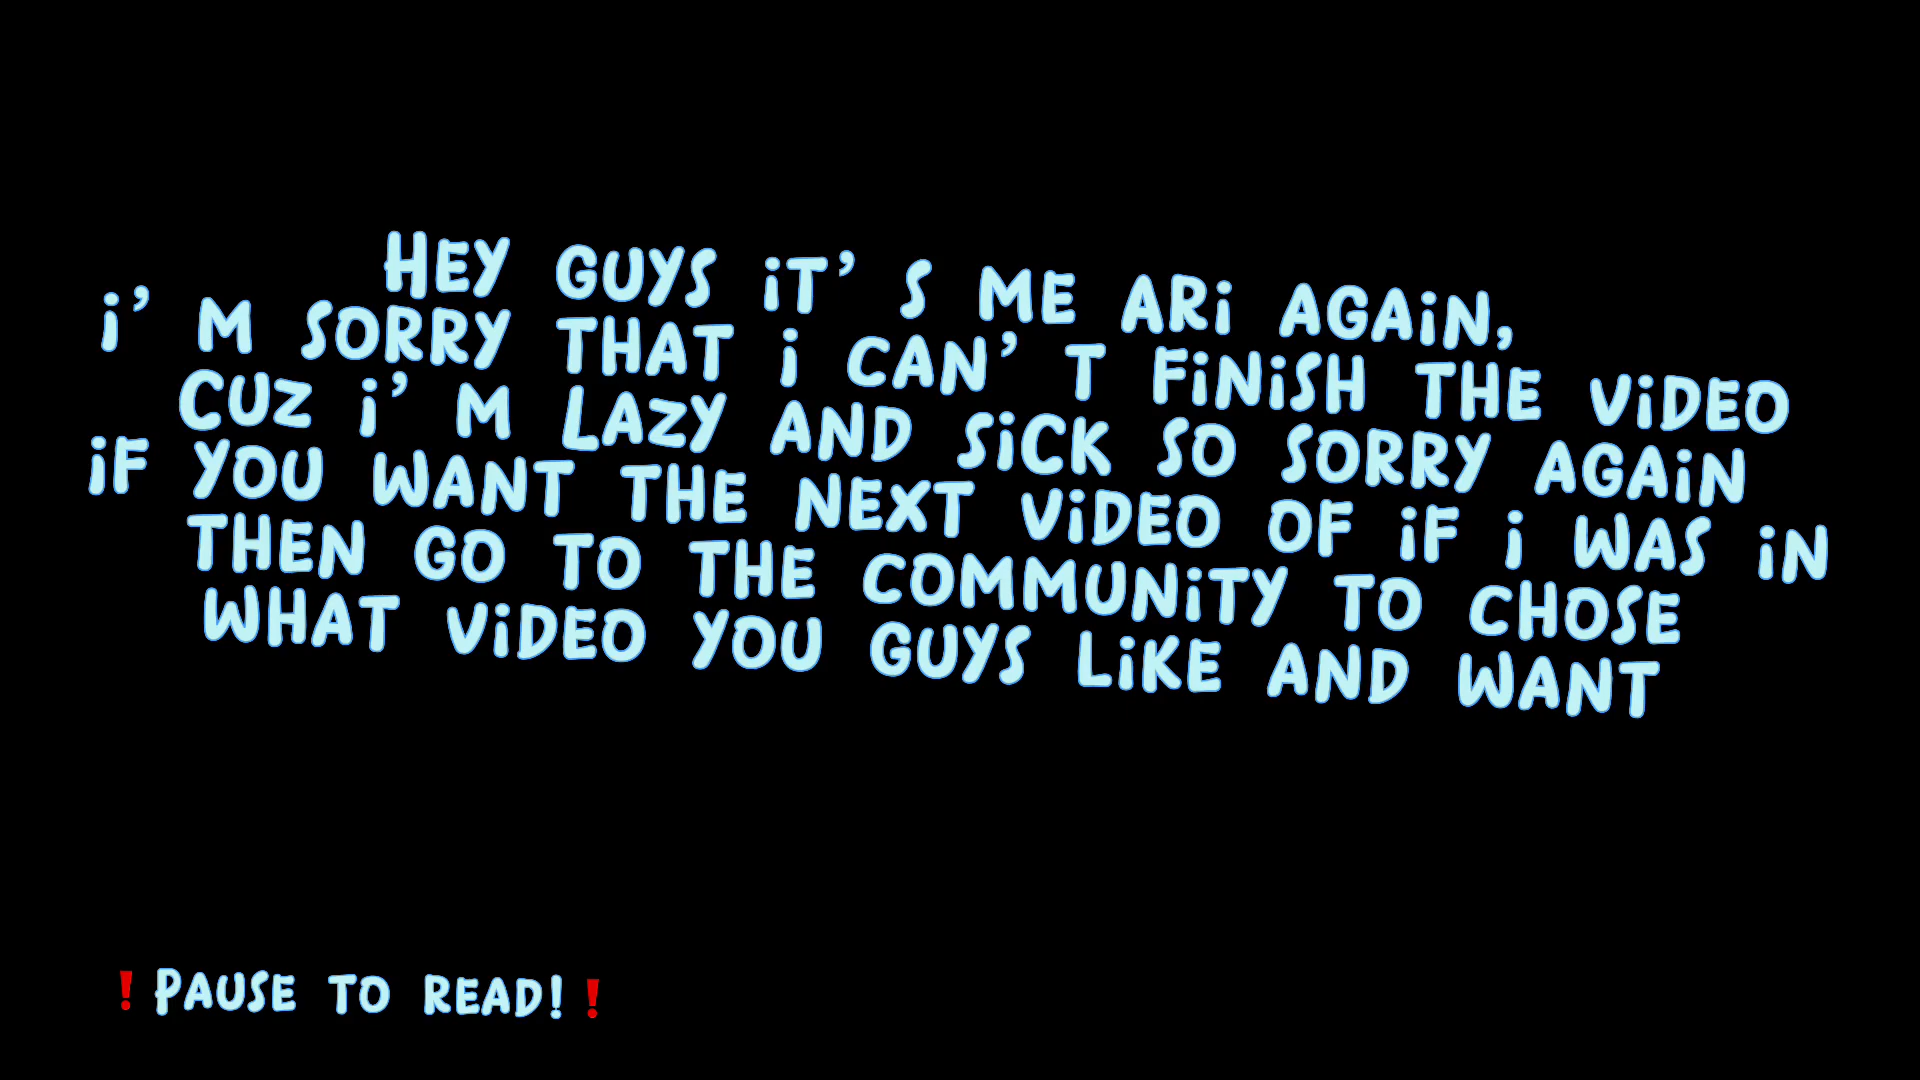 Hey guys it's me Ari again,
i'm sorry that i can't finish the video
cuz i'm lazy and sick so sorry again
if you want the next video of if i was in
then go to the community to chose
what video you guys like and want
❗Pause to read!❗